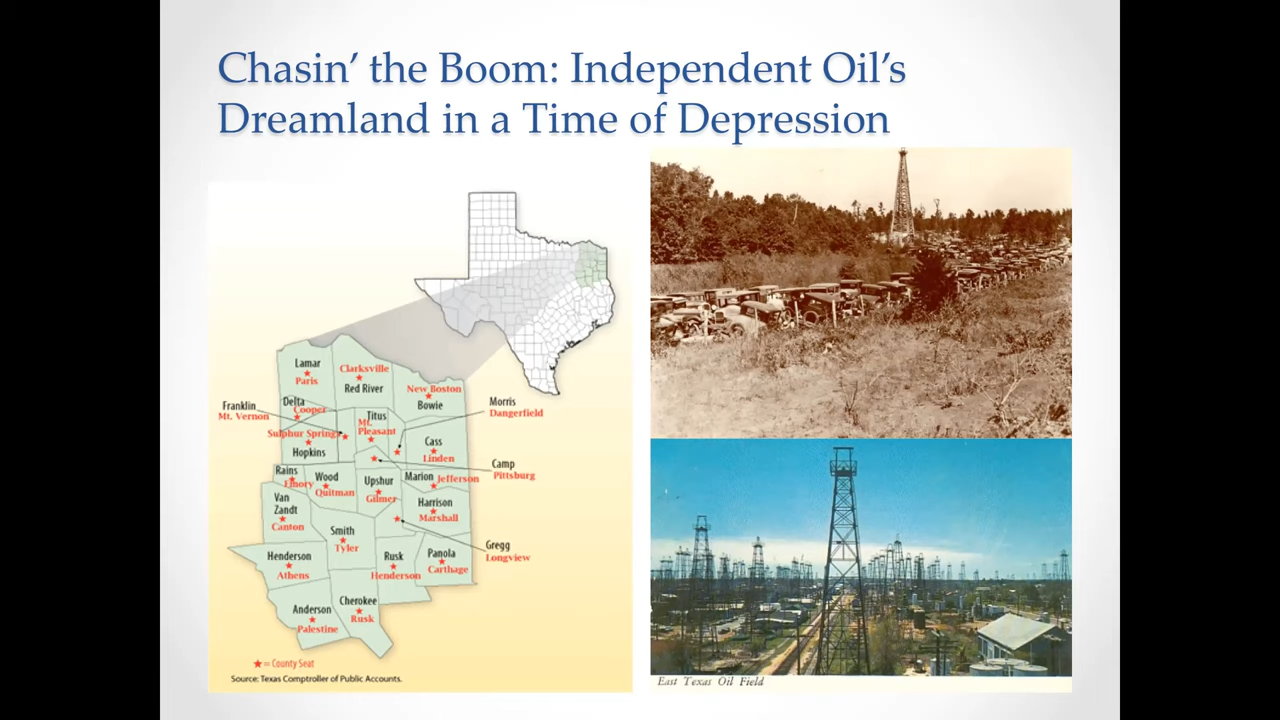 Chasin’ the Boom: Independent Oil’s
Dreamland in a Time of Depression
Lamar
Paris
Clarksville
Red River
New Boston
Bowie
Franklin
Mt. Vernon
Delta
Cooper
Titus
Mt.
Pleasant
Morris
Dangerfield
Sulphur Springs
Hopkins
Cass
Linden
Camp
Pittsburg
Rains
Emory
Wood
Quitman
Upshur
Gilmer
Marion
Jefferson
Van
Zandt
Canton
Harrison
Marshall
Smith
Tyler
Gregg
Longview
Henderson
Athens
Rusk
Henderson
Panola
Carthage
Anderson
Palestine
Cherokee
Rusk
★ = County Seat
Source: Texas Comptroller of Public Accounts.
East Texas Oil Field